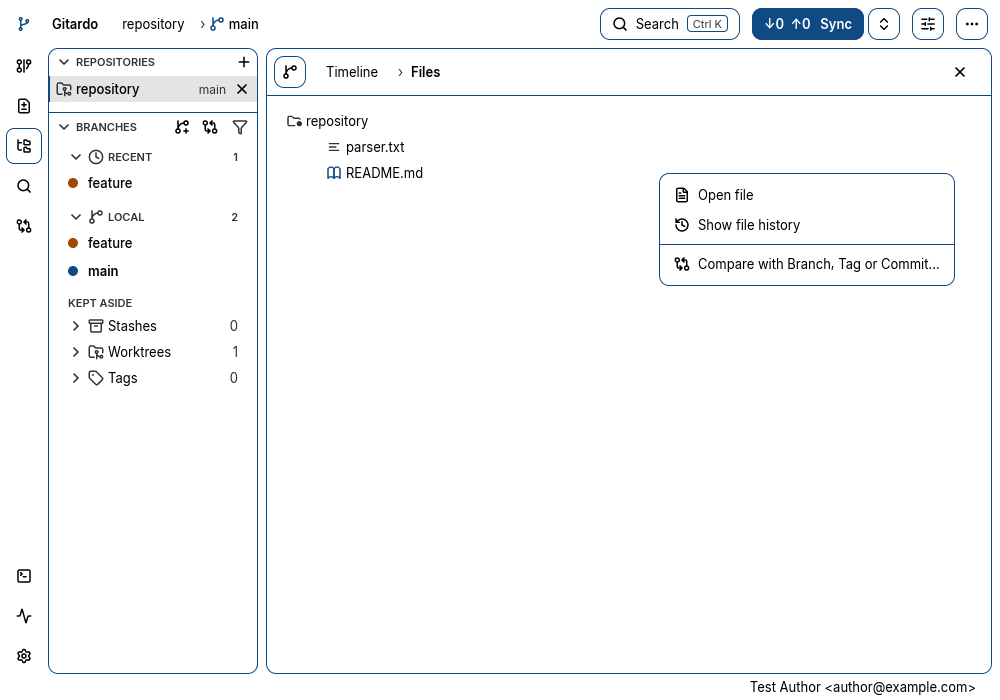 Gitardo repository › main Search Ctrl K ↓0 ↑0 Sync
REPOSITORIES
repository main
BRANCHES
RECENT 1
feature
LOCAL 2
feature
main
KEPT ASIDE
Stashes 0
Worktrees 1
Tags 0
Timeline › Files
repository
parser.txt
README.md
Open file
Show file history
Compare with Branch, Tag or Commit...
Test Author <author@example.com>